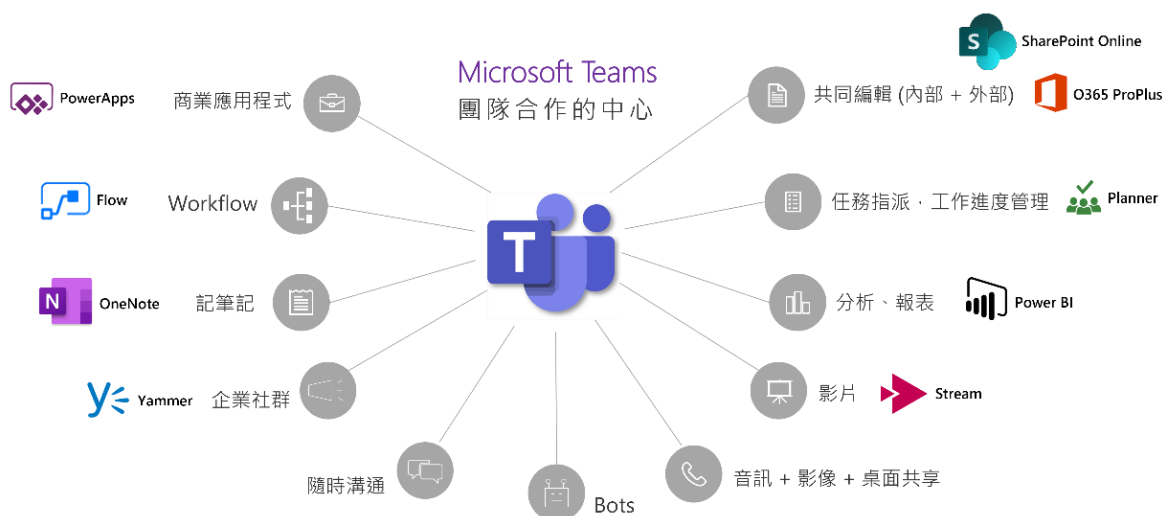 Microsoft Teams
團隊合作的中心
PowerApps
商業應用程式
Flow
Workflow
N
OneNote
記筆記
Yammer
企業社群
隨時溝通
Bots
音訊 + 影像 + 桌面共享
影片
Stream
分析、報表
Power BI
任務指派，工作進度管理
Planner
共同編輯 (內部 + 外部)
O365 ProPlus
S
SharePoint Online
T